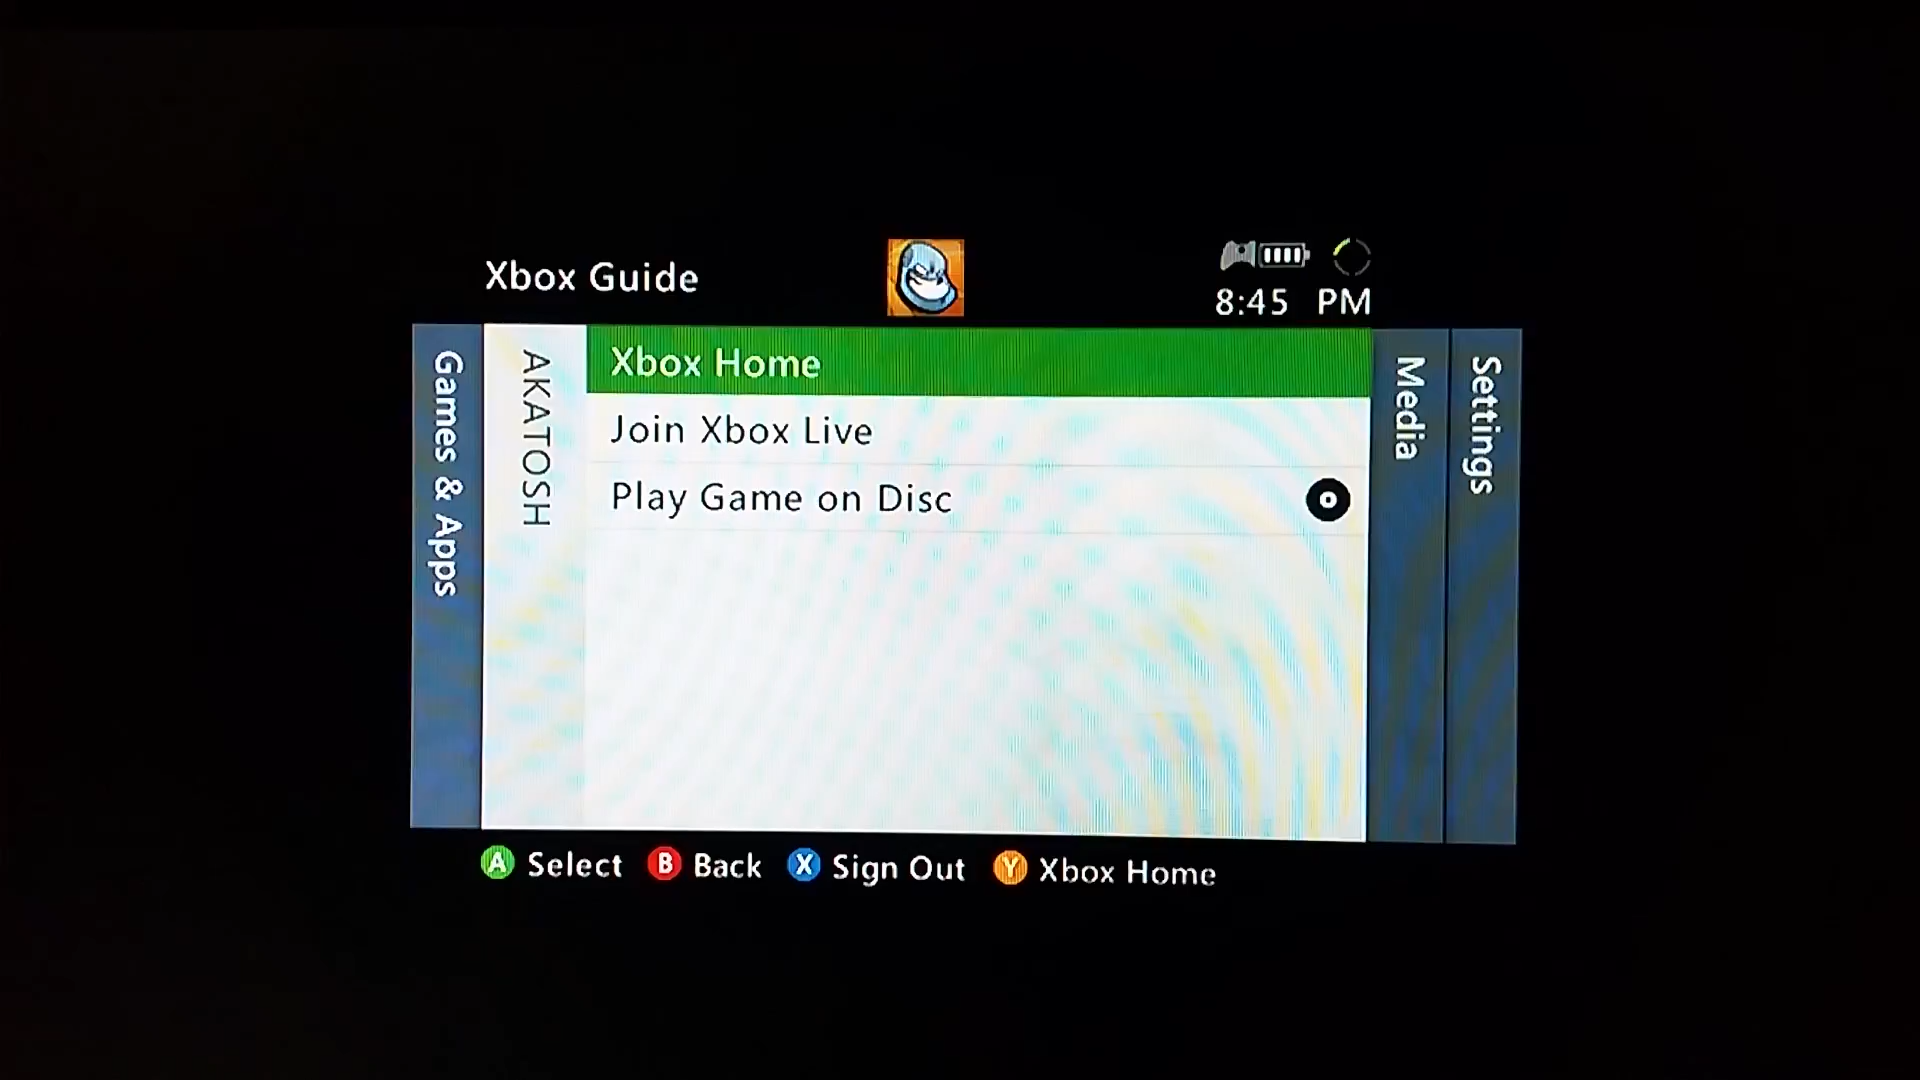 Xbox Guide
8:45 PM
Games & Apps
AKATOSH
Xbox Home
Join Xbox Live
Play Game on Disc
Media
Settings
A Select B Back X Sign Out Y Xbox Home